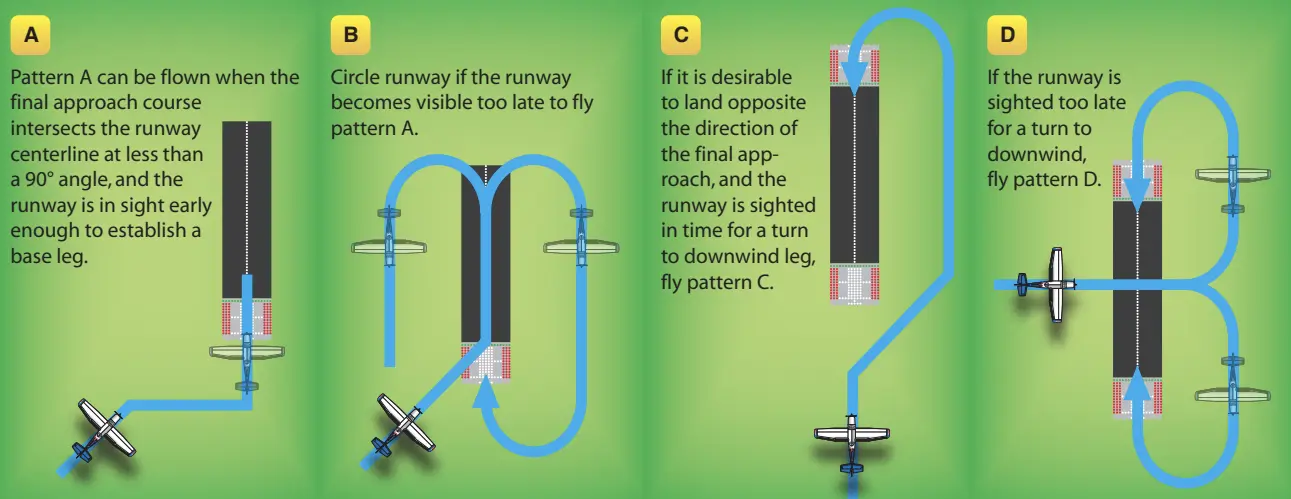 A
Pattern A can be flown when the
final approach course
intersects the runway
centerline at less than
a 90° angle, and the
runway is in sight early
enough to establish a
base leg.
B
Circle runway if the runway
becomes visible too late to fly
pattern A.
C
If it is desirable
to land opposite
the direction of
the final app-
roach, and the
runway is sighted
in time for a turn
to downwind leg,
fly pattern C.
D
If the runway is
sighted too late
for a turn to
downwind,
fly pattern D.